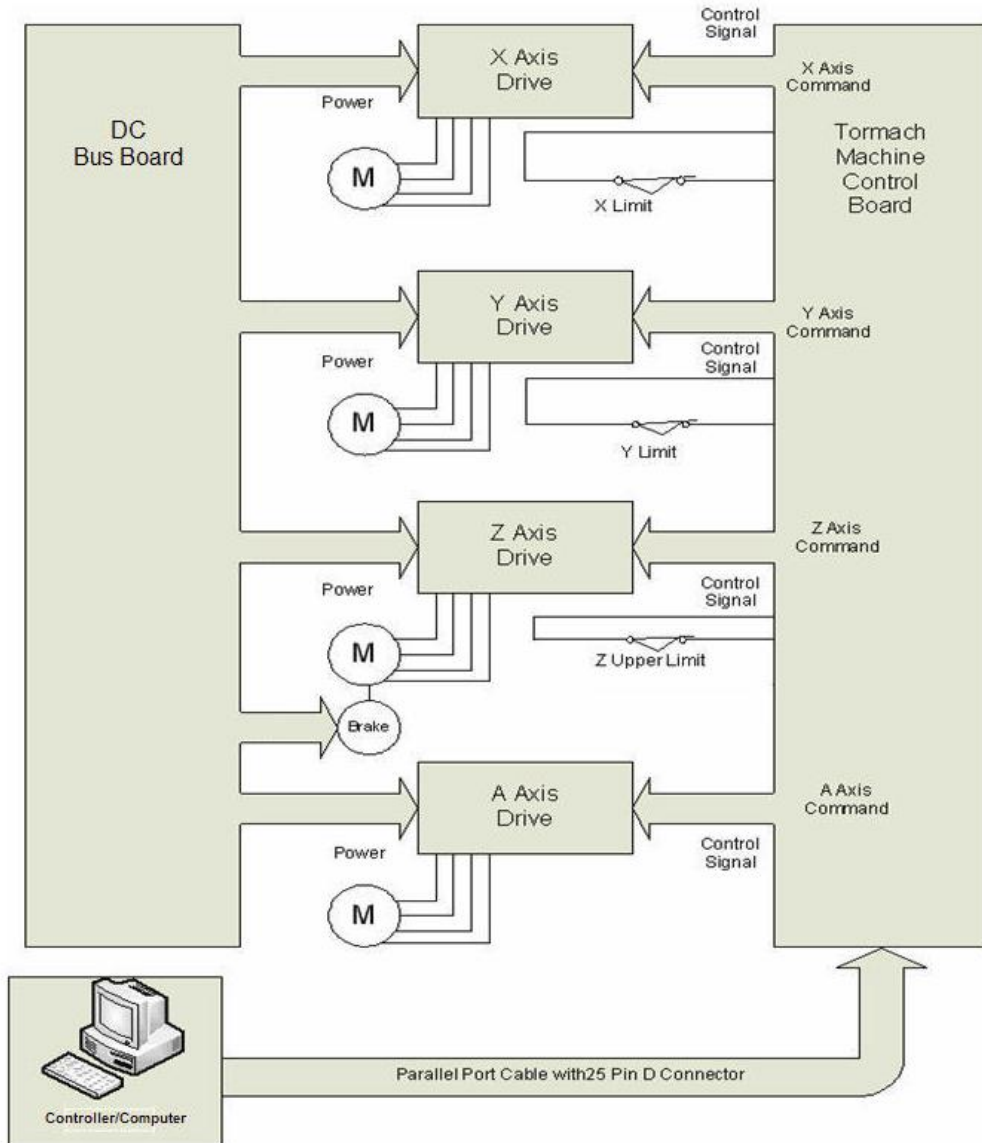 Control
Signal
X Axis
Drive
X Axis
Command
Power
DC
Bus Board
Tormach
Machine
Control
Board
M
X Limit
Y Axis
Drive
Y Axis
Command
Power
Control
Signal
M
Y Limit
Z Axis
Drive
Z Axis
Command
Power
Control
Signal
M
Z Upper Limit
Brake
A Axis
Drive
A Axis
Command
Power
Control
Signal
M
Parallel Port Cable with25 Pin D Connector
Controller/Computer